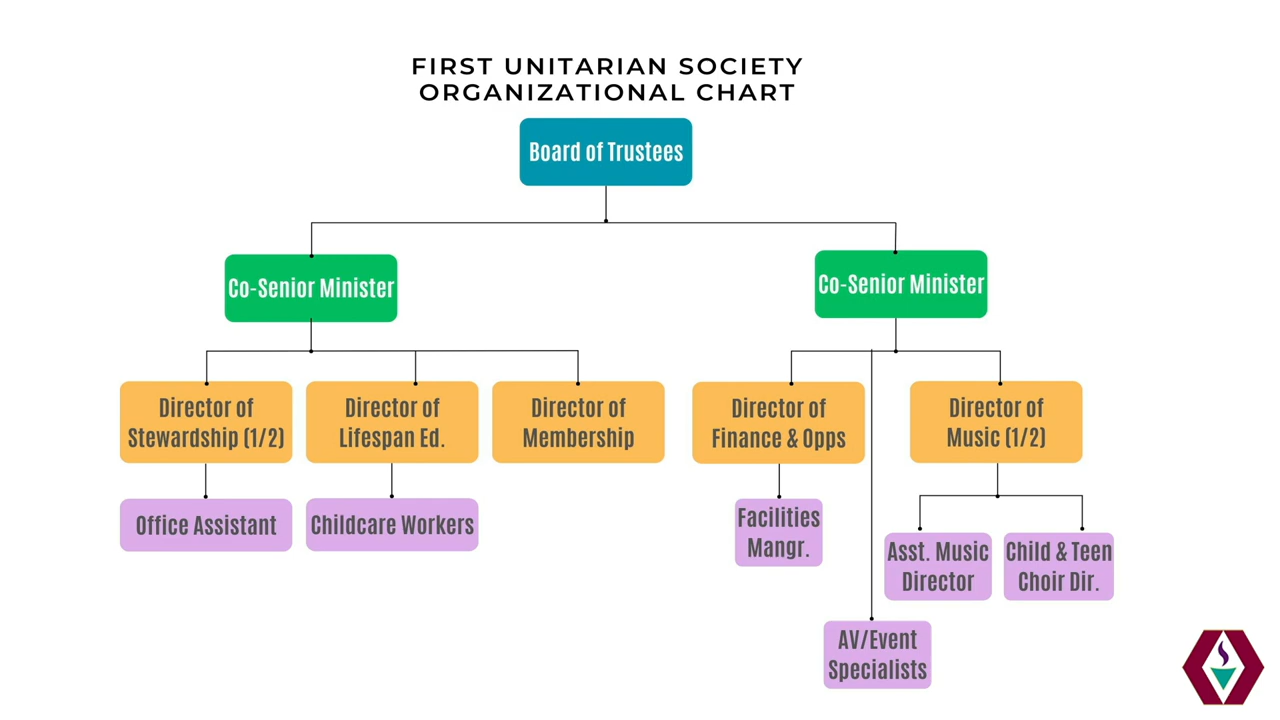 FIRST UNITARIAN SOCIETY
ORGANIZATIONAL CHART
Board of Trustees
Co-Senior Minister
Co-Senior Minister
Director of
Stewardship (1/2)
Director of
Lifespan Ed.
Director of
Membership
Director of
Finance & Opps
Director of
Music (1/2)
Office Assistant
Childcare Workers
Facilities
Mangr.
Asst. Music
Director
Child & Teen
Choir Dir.
AV/Event
Specialists